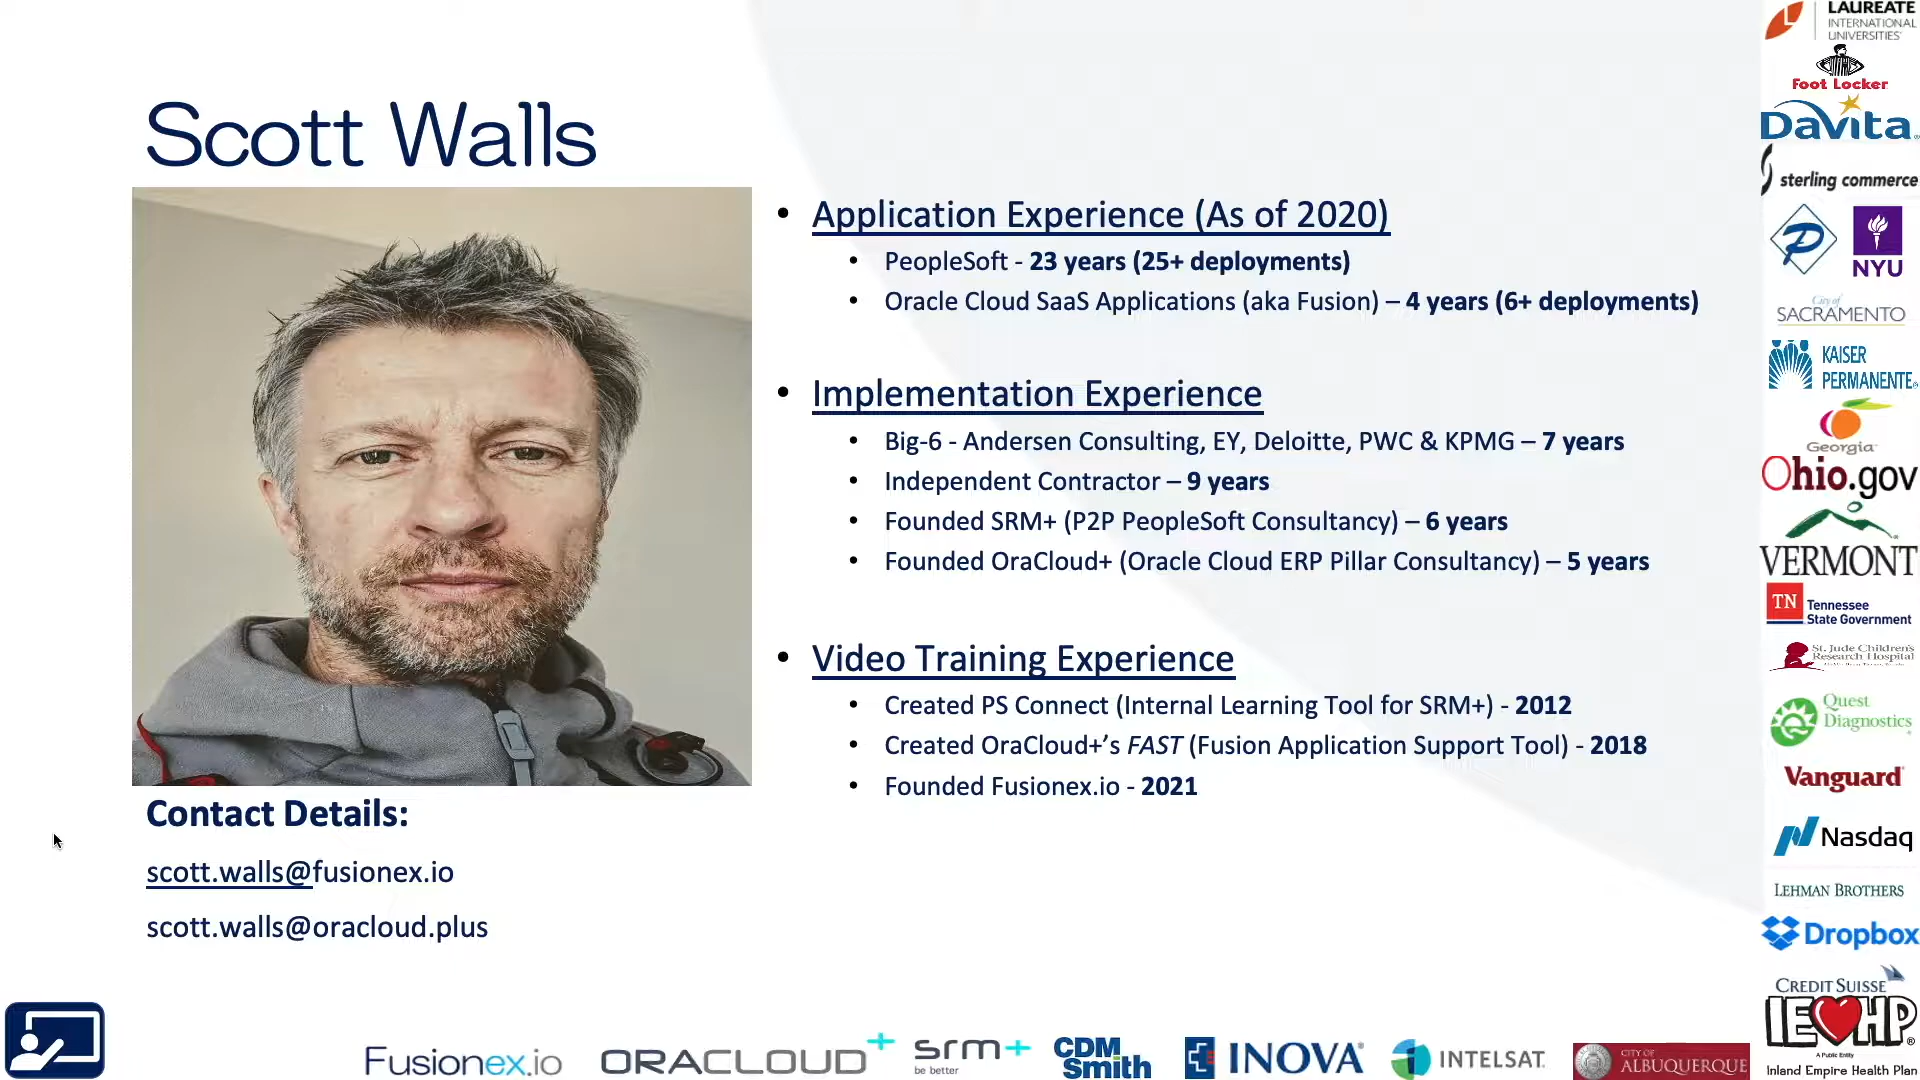 Scott Walls
• Application Experience (As of 2020)
• PeopleSoft - 23 years (25+ deployments)
• Oracle Cloud SaaS Applications (aka Fusion) – 4 years (6+ deployments)
• Implementation Experience
• Big-6 - Andersen Consulting, EY, Deloitte, PWC & KPMG – 7 years
• Independent Contractor – 9 years
• Founded SRM+ (P2P PeopleSoft Consultancy) – 6 years
• Founded OraCloud+ (Oracle Cloud ERP Pillar Consultancy) – 5 years
• Video Training Experience
• Created PS Connect (Internal Learning Tool for SRM+) - 2012
• Created OraCloud+’s FAST (Fusion Application Support Tool) - 2018
• Founded Fusionex.io - 2021
Contact Details:
scott.walls@fusionex.io
scott.walls@oracloud.plus
LAUREATE
INTERNATIONAL
UNIVERSITIES
Foot Locker
DaVita
sterling commerce
P
NYU
City of
SACRAMENTO
KAISER
PERMANENTE
Georgia
Ohio.gov
VERMONT
TN
Tennessee
State Government
St. Jude Children's
Research Hospital
Quest
Diagnostics
Vanguard
Nasdaq
LEHMAN BROTHERS
Dropbox
CREDIT SUISSE
IEHP
A Public Entity
Inland Empire Health Plan
Fusionex.io
ORACLOUD+
srm+
be better
CDM
Smith
INOVA
INTELSAT
CITY OF
ALBUQUERQUE